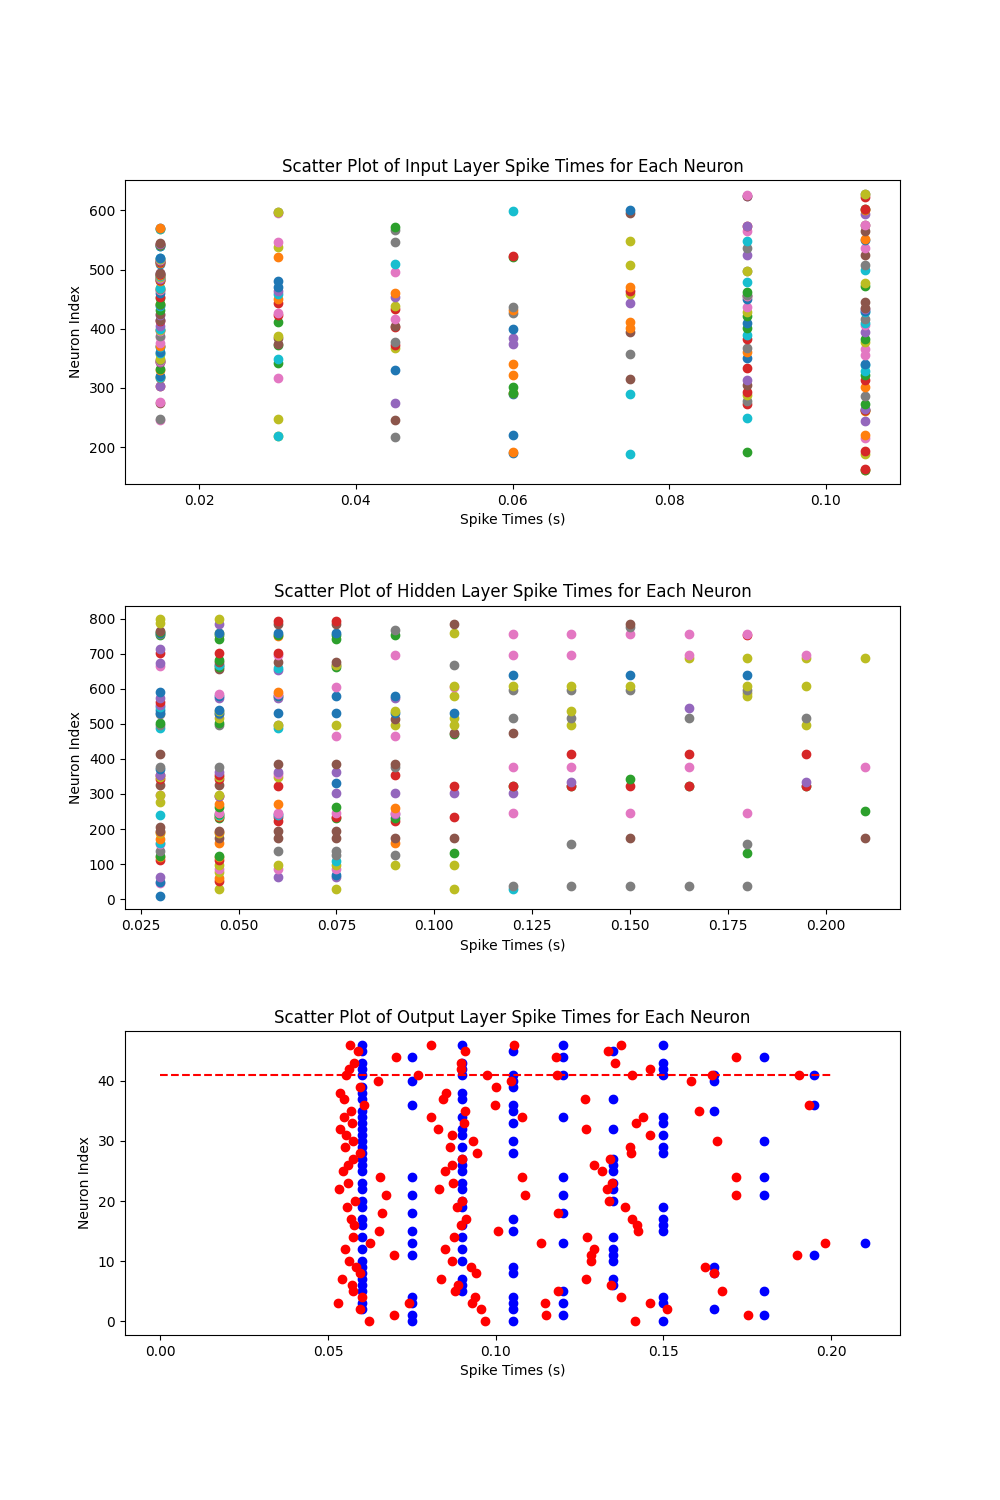 Scatter Plot of Input Layer Spike Times for Each Neuron
600
500
400
300
200
Neuron Index
0.02 0.04 0.06 0.08 0.10
Spike Times (s)
Scatter Plot of Hidden Layer Spike Times for Each Neuron
800
700
600
500
400
300
200
100
0
Neuron Index
0.025 0.050 0.075 0.100 0.125 0.150 0.175 0.200
Spike Times (s)
Scatter Plot of Output Layer Spike Times for Each Neuron
40
30
20
10
0
Neuron Index
0.00 0.05 0.10 0.15 0.20
Spike Times (s)